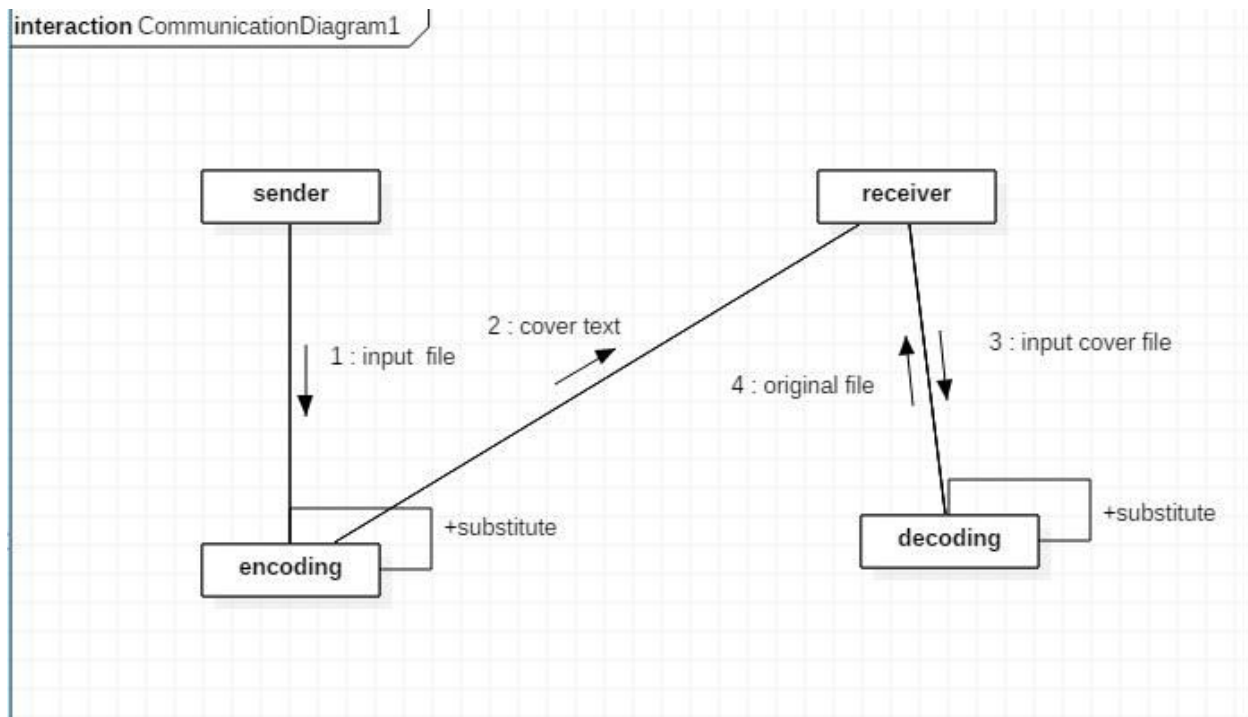 interaction CommunicationDiagram1
sender
receiver
2 : cover text
1 : input file
3 : input cover file
4 : original file
+substitute
+substitute
encoding
decoding